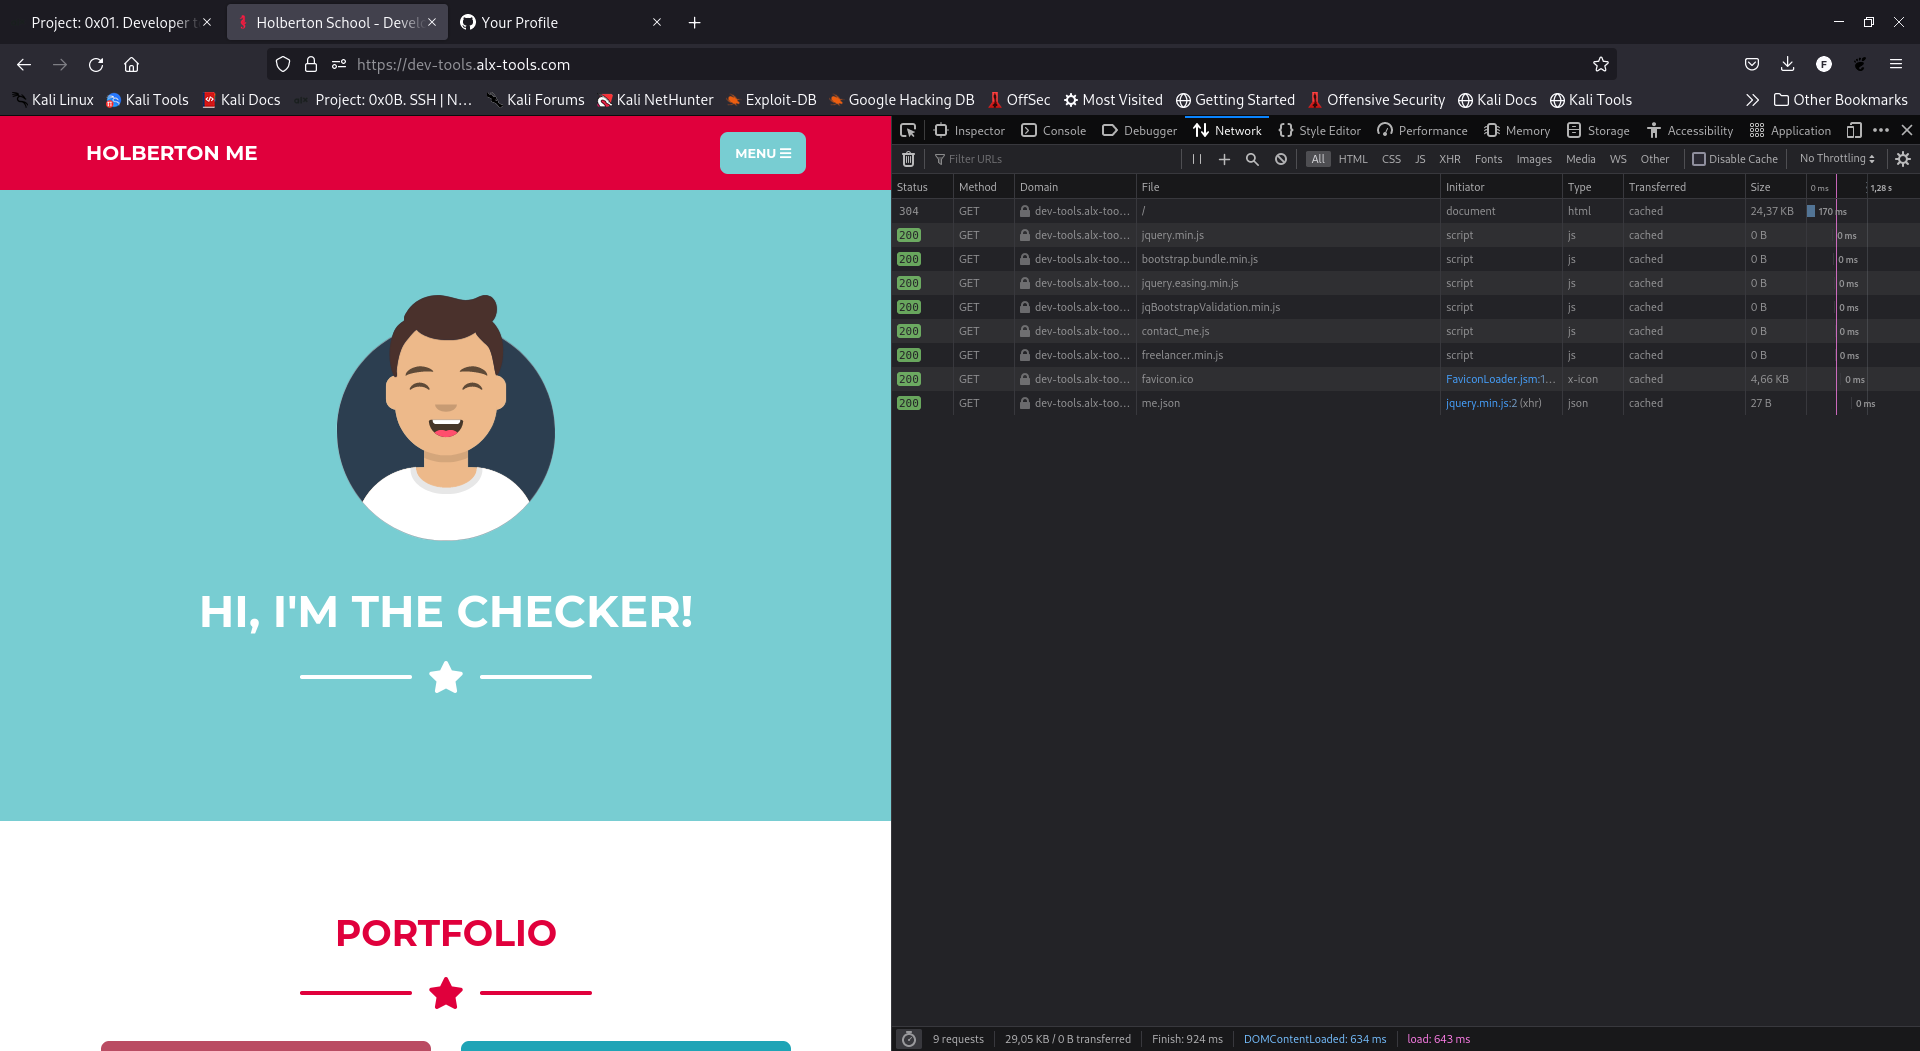 Project: 0x01. Developer t
Holberton School - Devel
Your Profile
https://dev-tools.alx-tools.com
Kali Linux Kali Tools Kali Docs Project: 0x0B. SSH | N… Kali Forums Kali NetHunter Exploit-DB Google Hacking DB OffSec Most Visited Getting Started Offensive Security Kali Docs Kali Tools Other Bookmarks
HOLBERTON ME
MENU
HI, I'M THE CHECKER!
PORTFOLIO
Inspector Console Debugger Network Style Editor Performance Memory Storage Accessibility Application
Filter URLs All HTML CSS JS XHR Fonts Images Media WS Other Disable Cache No Throttling
Status Method Domain File Initiator Type Transferred Size 0 ms 1,28 s
304 GET dev-tools.alx-too… / document html cached 24,37 KB 170 ms
200 GET dev-tools.alx-too… jquery.min.js script js cached 0 B 0 ms
200 GET dev-tools.alx-too… bootstrap.bundle.min.js script js cached 0 B 0 ms
200 GET dev-tools.alx-too… jquery.easing.min.js script js cached 0 B 0 ms
200 GET dev-tools.alx-too… jqBootstrapValidation.min.js script js cached 0 B 0 ms
200 GET dev-tools.alx-too… contact_me.js script js cached 0 B 0 ms
200 GET dev-tools.alx-too… freelancer.min.js script js cached 0 B 0 ms
200 GET dev-tools.alx-too… favicon.ico FaviconLoader.jsm:1… x-icon cached 4,66 KB 0 ms
200 GET dev-tools.alx-too… me.json jquery.min.js:2 (xhr) json cached 27 B 0 ms
9 requests 29,05 KB / 0 B transferred Finish: 924 ms DOMContentLoaded: 634 ms load: 643 ms